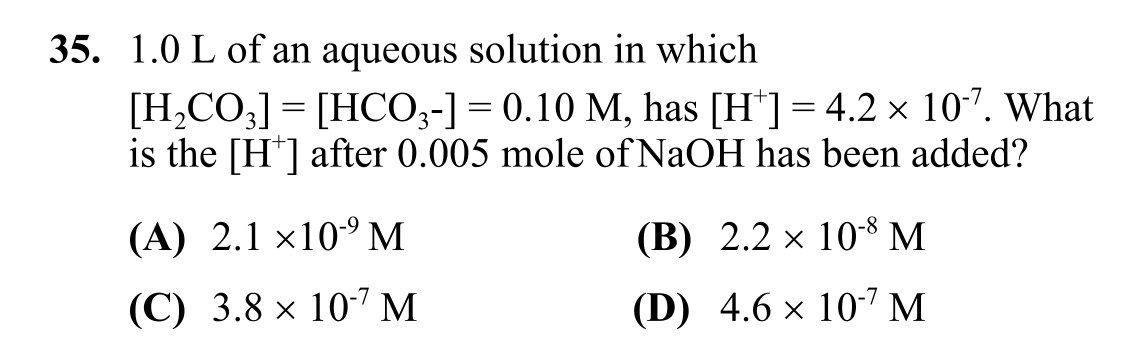 35. 1.0 L of an aqueous solution in which
[H₂CO₃] = [HCO₃-] = 0.10 M, has [H⁺] = 4.2 × 10⁻⁷. What
is the [H⁺] after 0.005 mole of NaOH has been added?
(A) 2.1 ×10⁻⁹ M (B) 2.2 × 10⁻⁸ M
(C) 3.8 × 10⁻⁷ M (D) 4.6 × 10⁻⁷ M